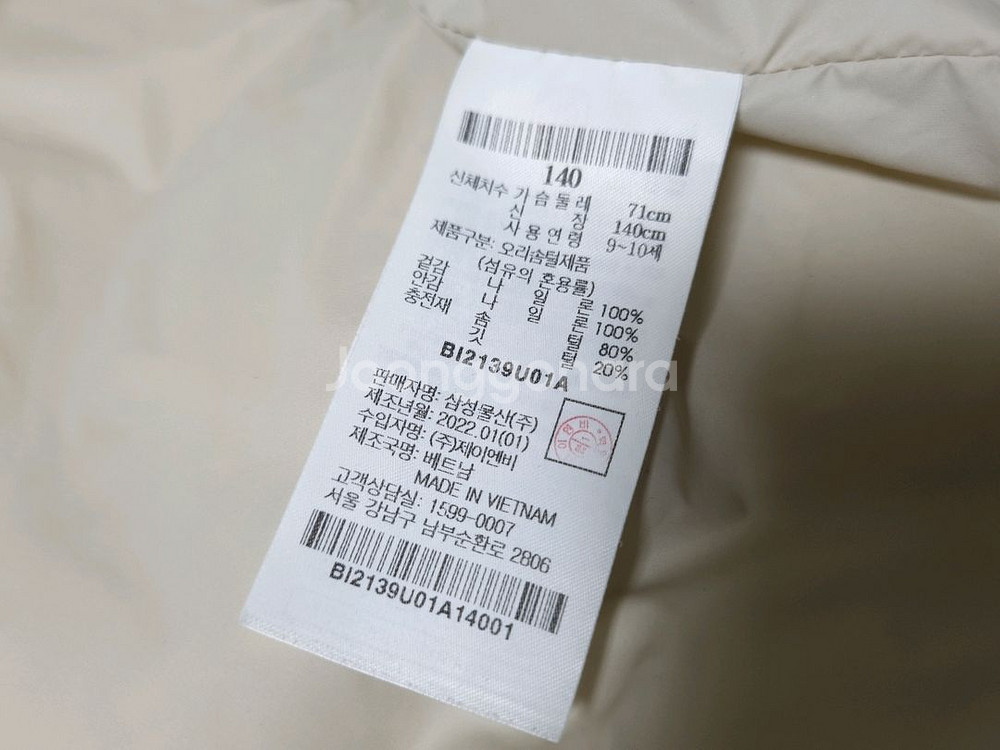 140
신체치수 가슴둘레 71cm
신장 140cm
사용연령 9~10세
제품구분: 오리솜털제품
(섬유의 혼용률)
겉감 나일론 100%
안감 나일론 100%
충전재 솜털 80%
깃털 20%
BI2139U01A
Joonggonara
판매자명: 삼성물산(주)
제조년월: 2022.01(01)
수입자명: (주)제이엔비
제조국명: 베트남
MADE IN VIETNAM
고객상담실: 1599-0007
서울 강남구 남부순환로 2806
BI2139U01A14001